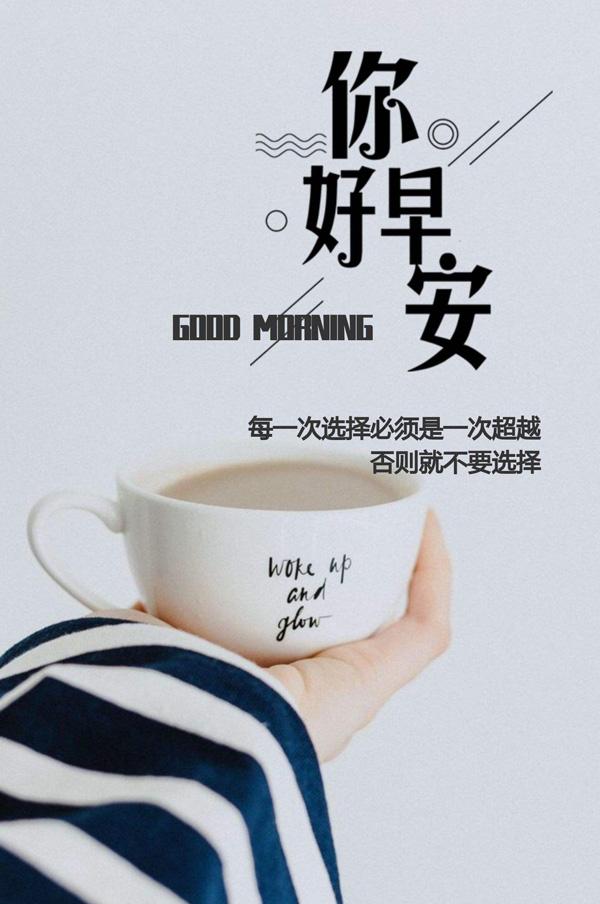 你
好早
安
GOOD MORNING
每一次选择必须是一次超越
否则就不要选择
woke up
and
glow